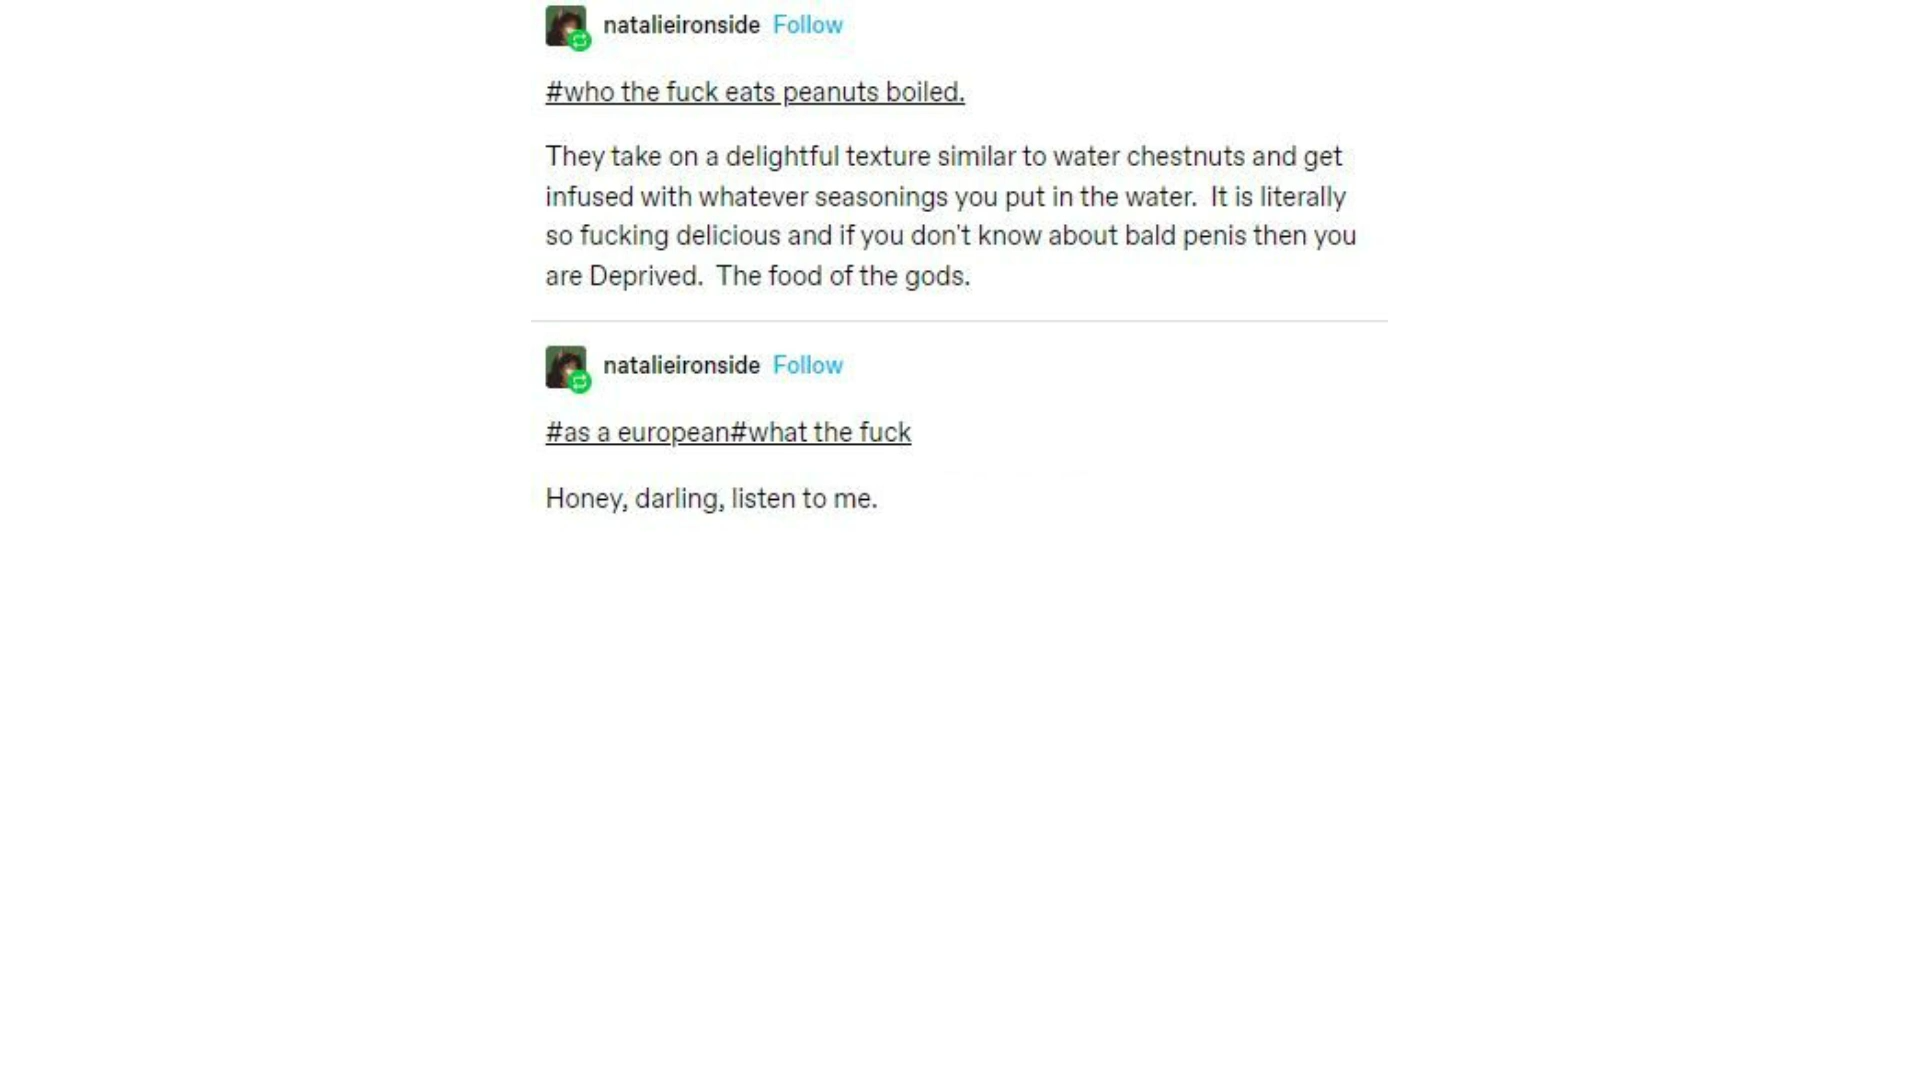 natalieironside Follow
#who the fuck eats peanuts boiled.
They take on a delightful texture similar to water chestnuts and get
infused with whatever seasonings you put in the water.  It is literally
so fucking delicious and if you don't know about bald penis then you
are Deprived.  The food of the gods.
natalieironside Follow
#as a european#what the fuck
Honey, darling, listen to me.